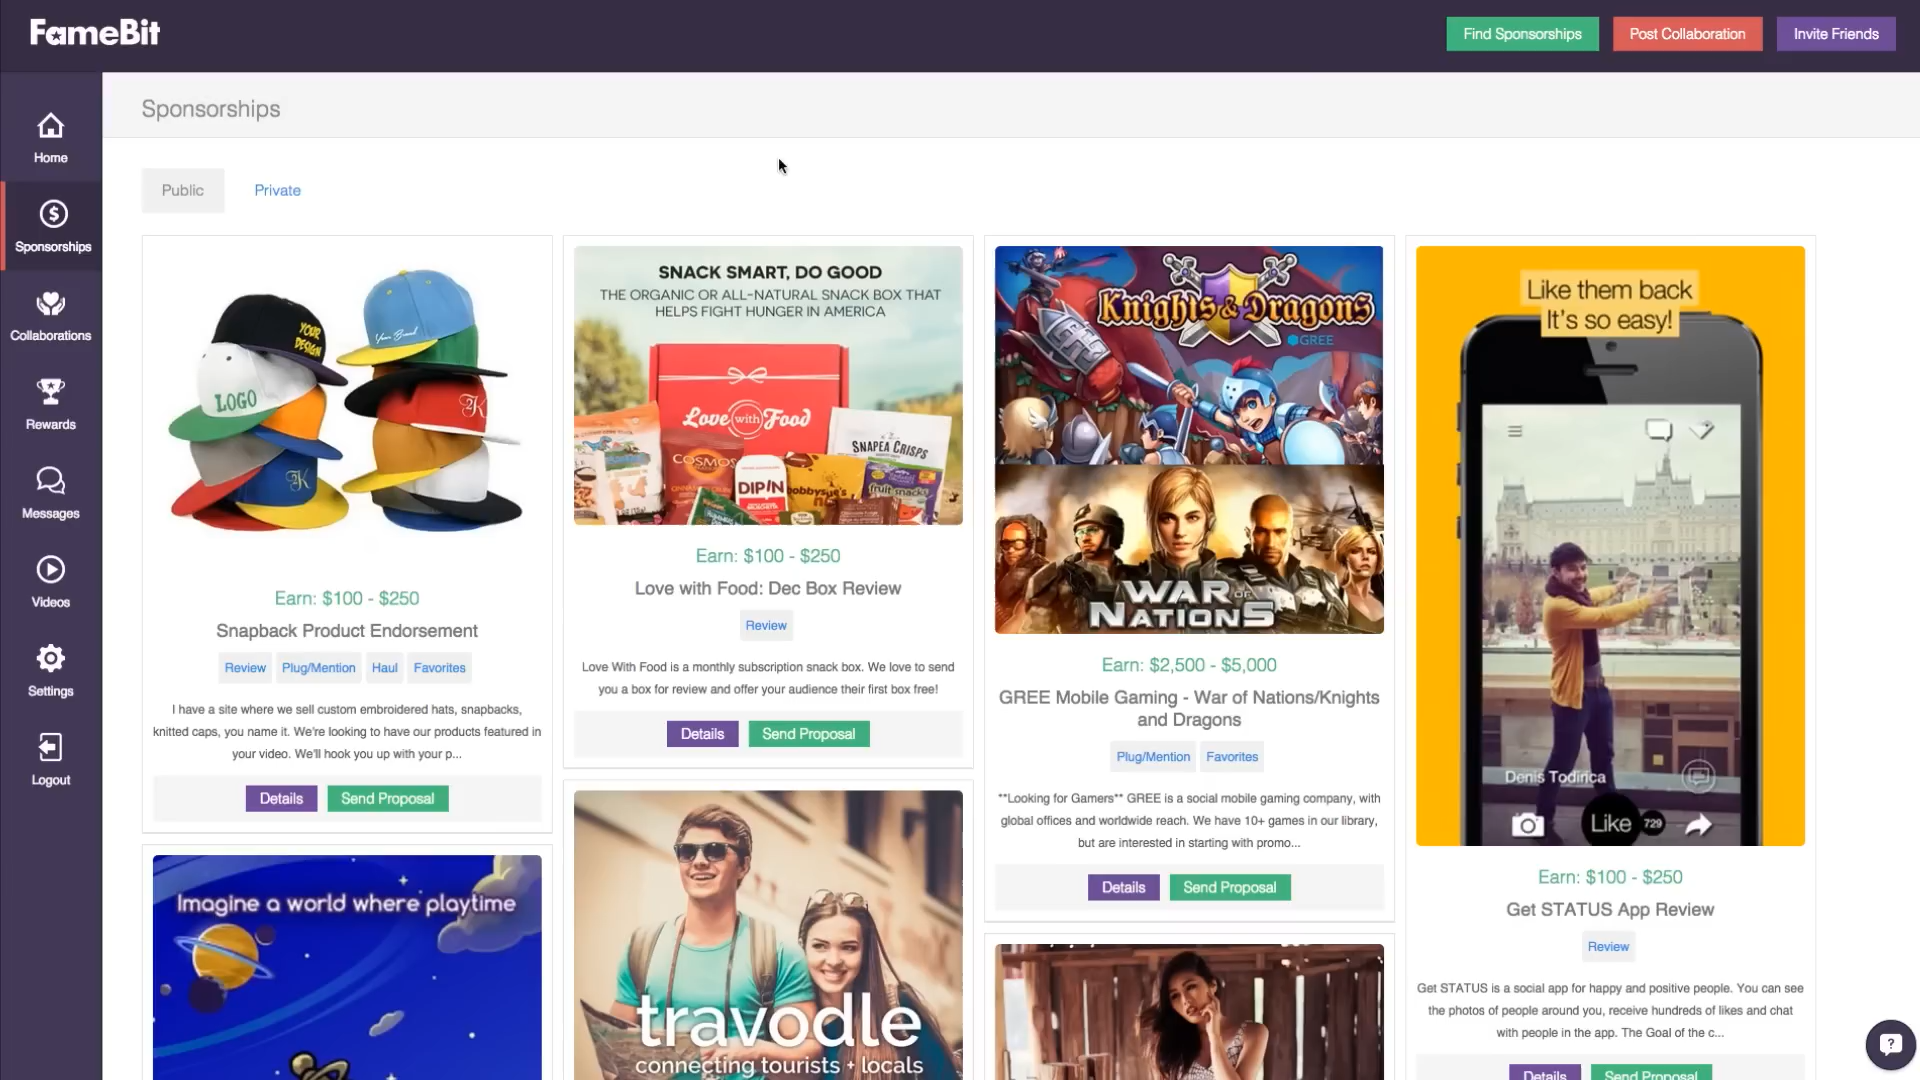 FameBit
Find Sponsorships
Post Collaboration
Invite Friends
Home
Sponsorships
Collaborations
Rewards
Messages
Videos
Settings
Logout
Sponsorships
Public
Private
YOUR
DESIGN
Your Brand
LOGO
Earn: $100 - $250
Snapback Product Endorsement
Review
Plug/Mention
Haul
Favorites
I have a site where we sell custom embroidered hats, snapbacks,
knitted caps, you name it. We're looking to have our products featured in
your video. We'll hook you up with your p...
Details
Send Proposal
Imagine a world where playtime
SNACK SMART, DO GOOD
THE ORGANIC OR ALL-NATURAL SNACK BOX THAT
HELPS FIGHT HUNGER IN AMERICA
Love with Food
SNAPEA CRISPS
COSMOS
DIPIN
bobbysue's
fruit snacks
Earn: $100 - $250
Love with Food: Dec Box Review
Review
Love With Food is a monthly subscription snack box. We love to send
you a box for review and offer your audience their first box free!
Details
Send Proposal
travodle
connecting tourists + locals
Knights & Dragons
GREE
WAR OF
NATIONS
Earn: $2,500 - $5,000
GREE Mobile Gaming - War of Nations/Knights
and Dragons
Plug/Mention
Favorites
**Looking for Gamers** GREE is a social mobile gaming company, with
global offices and worldwide reach. We have 10+ games in our library,
but are interested in starting with promo...
Details
Send Proposal
Like them back
It's so easy!
Denis Todirica
Like
729
Earn: $100 - $250
Get STATUS App Review
Review
Get STATUS is a social app for happy and positive people. You can see
the photos of people around you, receive hundreds of likes and chat
with people in the app. The Goal of the c...
Details
Send Proposal